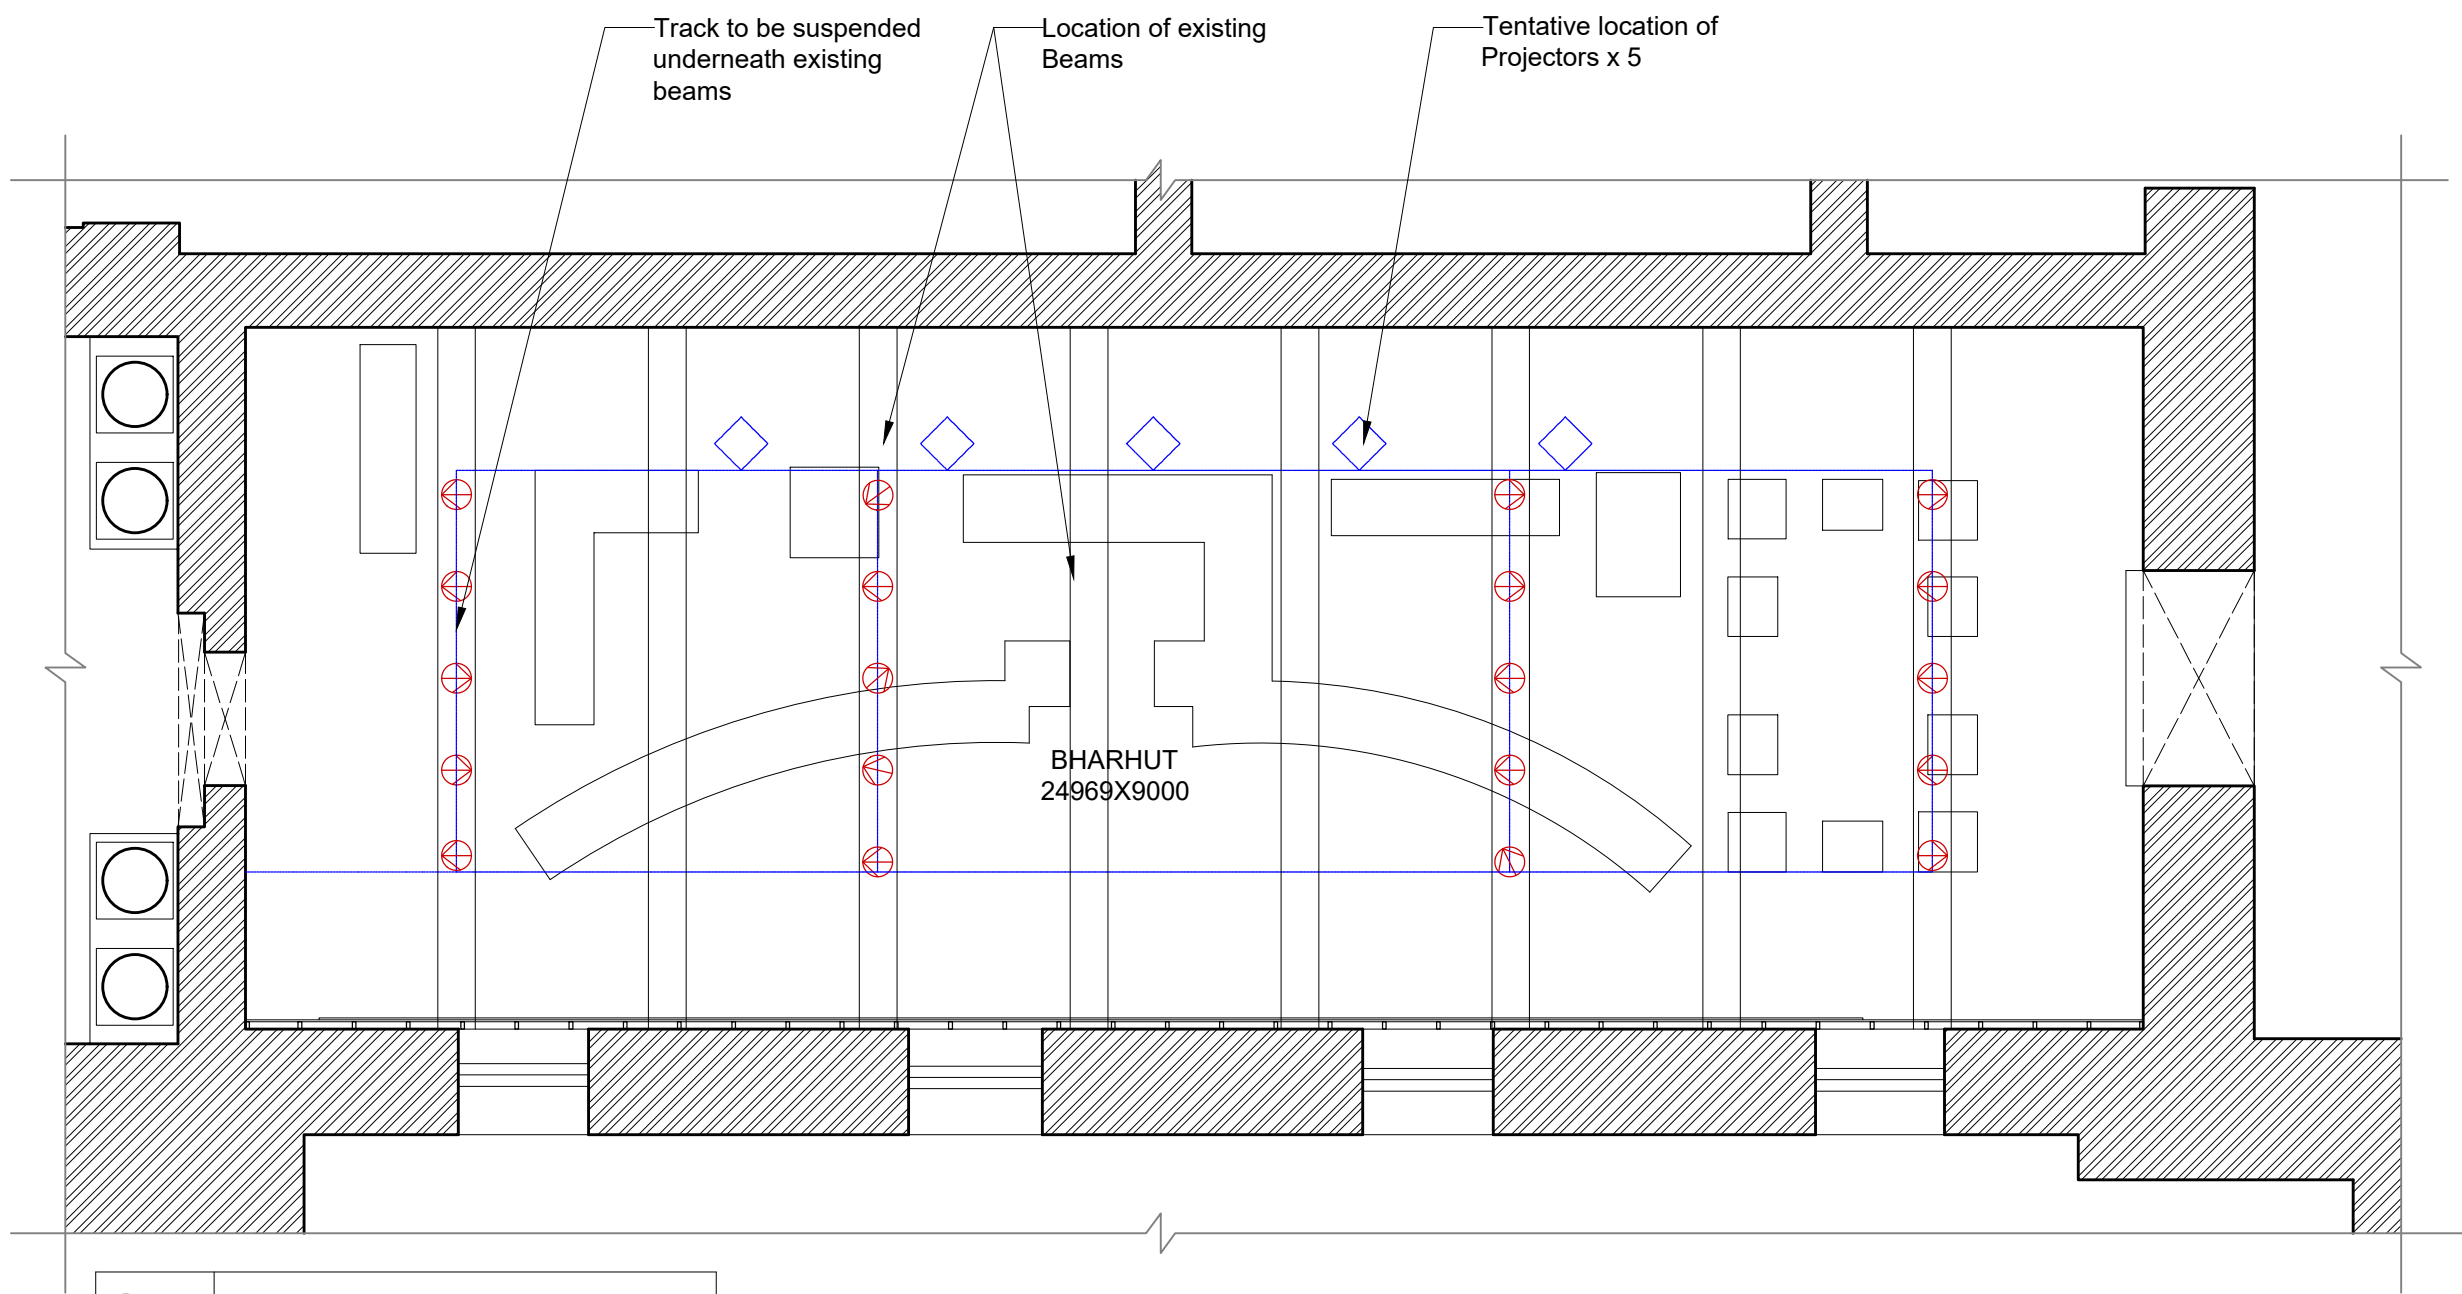 Track to be suspended
underneath existing
beams
Location of existing
Beams
Tentative location of
Projectors x 5
BHARHUT
24969X9000